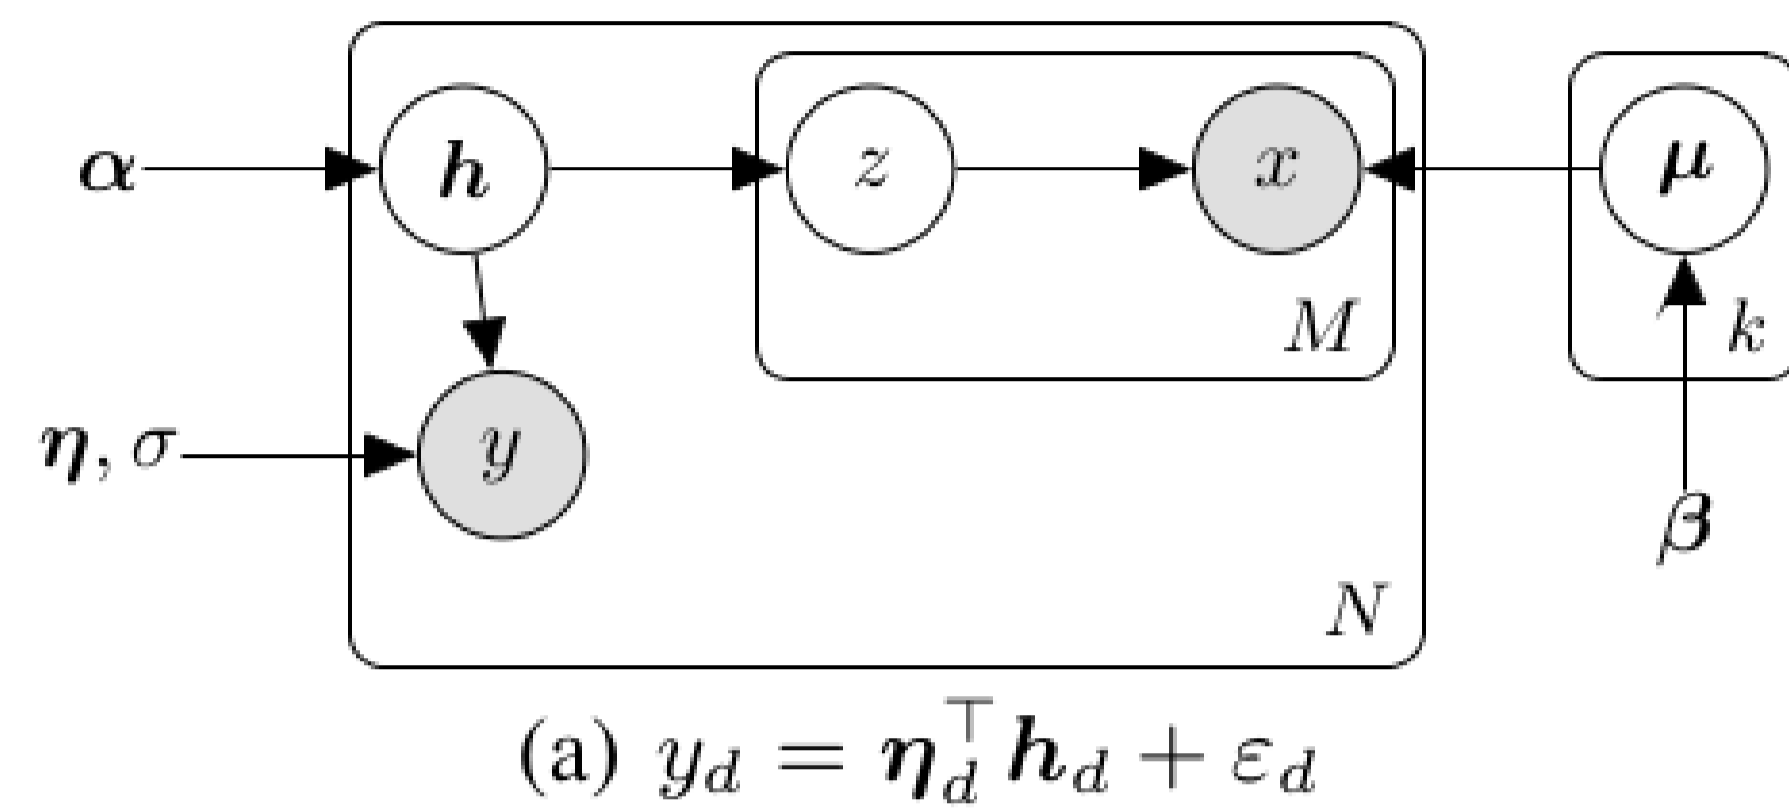 α h z x μ
M k
η, σ y
β
N
(a) y_d = η_d^⊤ h_d + ε_d